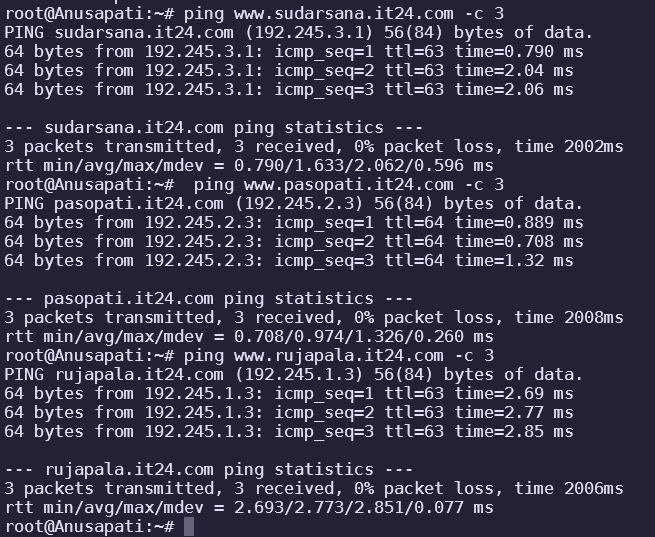 root@Anusapati:~# ping www.sudarsana.it24.com -c 3
PING sudarsana.it24.com (192.245.3.1) 56(84) bytes of data.
64 bytes from 192.245.3.1: icmp_seq=1 ttl=63 time=0.790 ms
64 bytes from 192.245.3.1: icmp_seq=2 ttl=63 time=2.04 ms
64 bytes from 192.245.3.1: icmp_seq=3 ttl=63 time=2.06 ms

--- sudarsana.it24.com ping statistics ---
3 packets transmitted, 3 received, 0% packet loss, time 2002ms
rtt min/avg/max/mdev = 0.790/1.633/2.062/0.596 ms
root@Anusapati:~#  ping www.pasopati.it24.com -c 3
PING pasopati.it24.com (192.245.2.3) 56(84) bytes of data.
64 bytes from 192.245.2.3: icmp_seq=1 ttl=64 time=0.889 ms
64 bytes from 192.245.2.3: icmp_seq=2 ttl=64 time=0.708 ms
64 bytes from 192.245.2.3: icmp_seq=3 ttl=64 time=1.32 ms

--- pasopati.it24.com ping statistics ---
3 packets transmitted, 3 received, 0% packet loss, time 2008ms
rtt min/avg/max/mdev = 0.708/0.974/1.326/0.260 ms
root@Anusapati:~# ping www.rujapala.it24.com -c 3
PING rujapala.it24.com (192.245.1.3) 56(84) bytes of data.
64 bytes from 192.245.1.3: icmp_seq=1 ttl=63 time=2.69 ms
64 bytes from 192.245.1.3: icmp_seq=2 ttl=63 time=2.77 ms
64 bytes from 192.245.1.3: icmp_seq=3 ttl=63 time=2.85 ms

--- rujapala.it24.com ping statistics ---
3 packets transmitted, 3 received, 0% packet loss, time 2006ms
rtt min/avg/max/mdev = 2.693/2.773/2.851/0.077 ms
root@Anusapati:~#